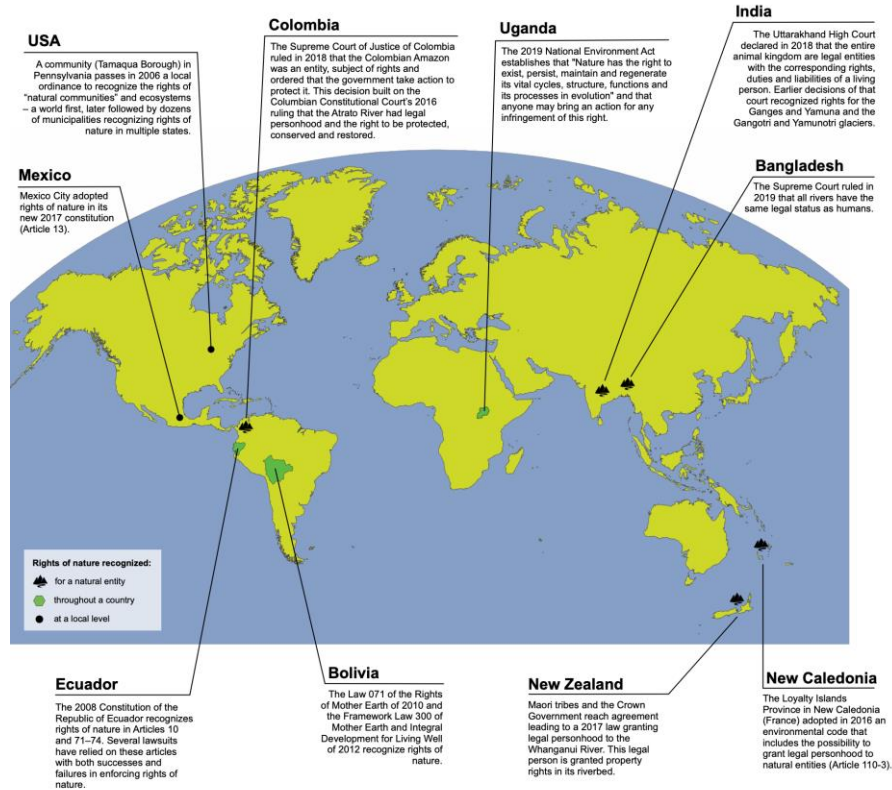 USA
A community (Tamaqua Borough) in
Pennsylvania passes in 2006 a local
ordinance to recognize the rights of
"natural communities" and ecosystems
– a world first, later followed by dozens
of municipalities recognizing rights of
nature in multiple states.
Colombia
The Supreme Court of Justice of Colombia
ruled in 2018 that the Colombian Amazon
was an entity, subject of rights and
ordered that the government take action to
protect it. This decision built on the
Columbian Constitutional Court's 2016
ruling that the Atrato River had legal
personhood and the right to be protected,
conserved and restored.
Uganda
The 2019 National Environment Act
establishes that "Nature has the right to
exist, persist, maintain and regenerate
its vital cycles, structure, functions and
its processes in evolution" and that
anyone may bring an action for any
infringement of this right.
India
The Uttarakhand High Court
declared in 2018 that the entire
animal kingdom are legal entities
with the corresponding rights,
duties and liabilities of a living
person. Earlier decisions of
that court recognized rights for the
Ganges and Yamuna and the
Gangotri and Yamunotri glaciers.
Mexico
Mexico City adopted
rights of nature in its
new 2017 constitution
(Article 13).
Bangladesh
The Supreme Court ruled in
2019 that all rivers have the
same legal status as humans.
Rights of nature recognized:
for a natural entity
throughout a country
at a local level
Ecuador
The 2008 Constitution of the
Republic of Ecuador recognizes
rights of nature in Articles 10
and 71–74. Several lawsuits
have relied on these articles
with both successes and
failures in enforcing rights of
nature.
Bolivia
The Law 071 of the Rights
of Mother Earth of 2010 and
the Framework Law 300 of
Mother Earth and Integral
Development for Living Well
of 2012 recognize rights of
nature.
New Zealand
Maori tribes and the Crown
Government reach agreement
leading to a 2017 law granting
legal personhood to the
Whanganui River. This legal
person is granted property
rights in its riverbed.
New Caledonia
The Loyalty Islands
Province in New Caledonia
(France) adopted in 2016 an
environmental code that
includes the possibility to
grant legal personhood to
natural entities (Article 110-3).